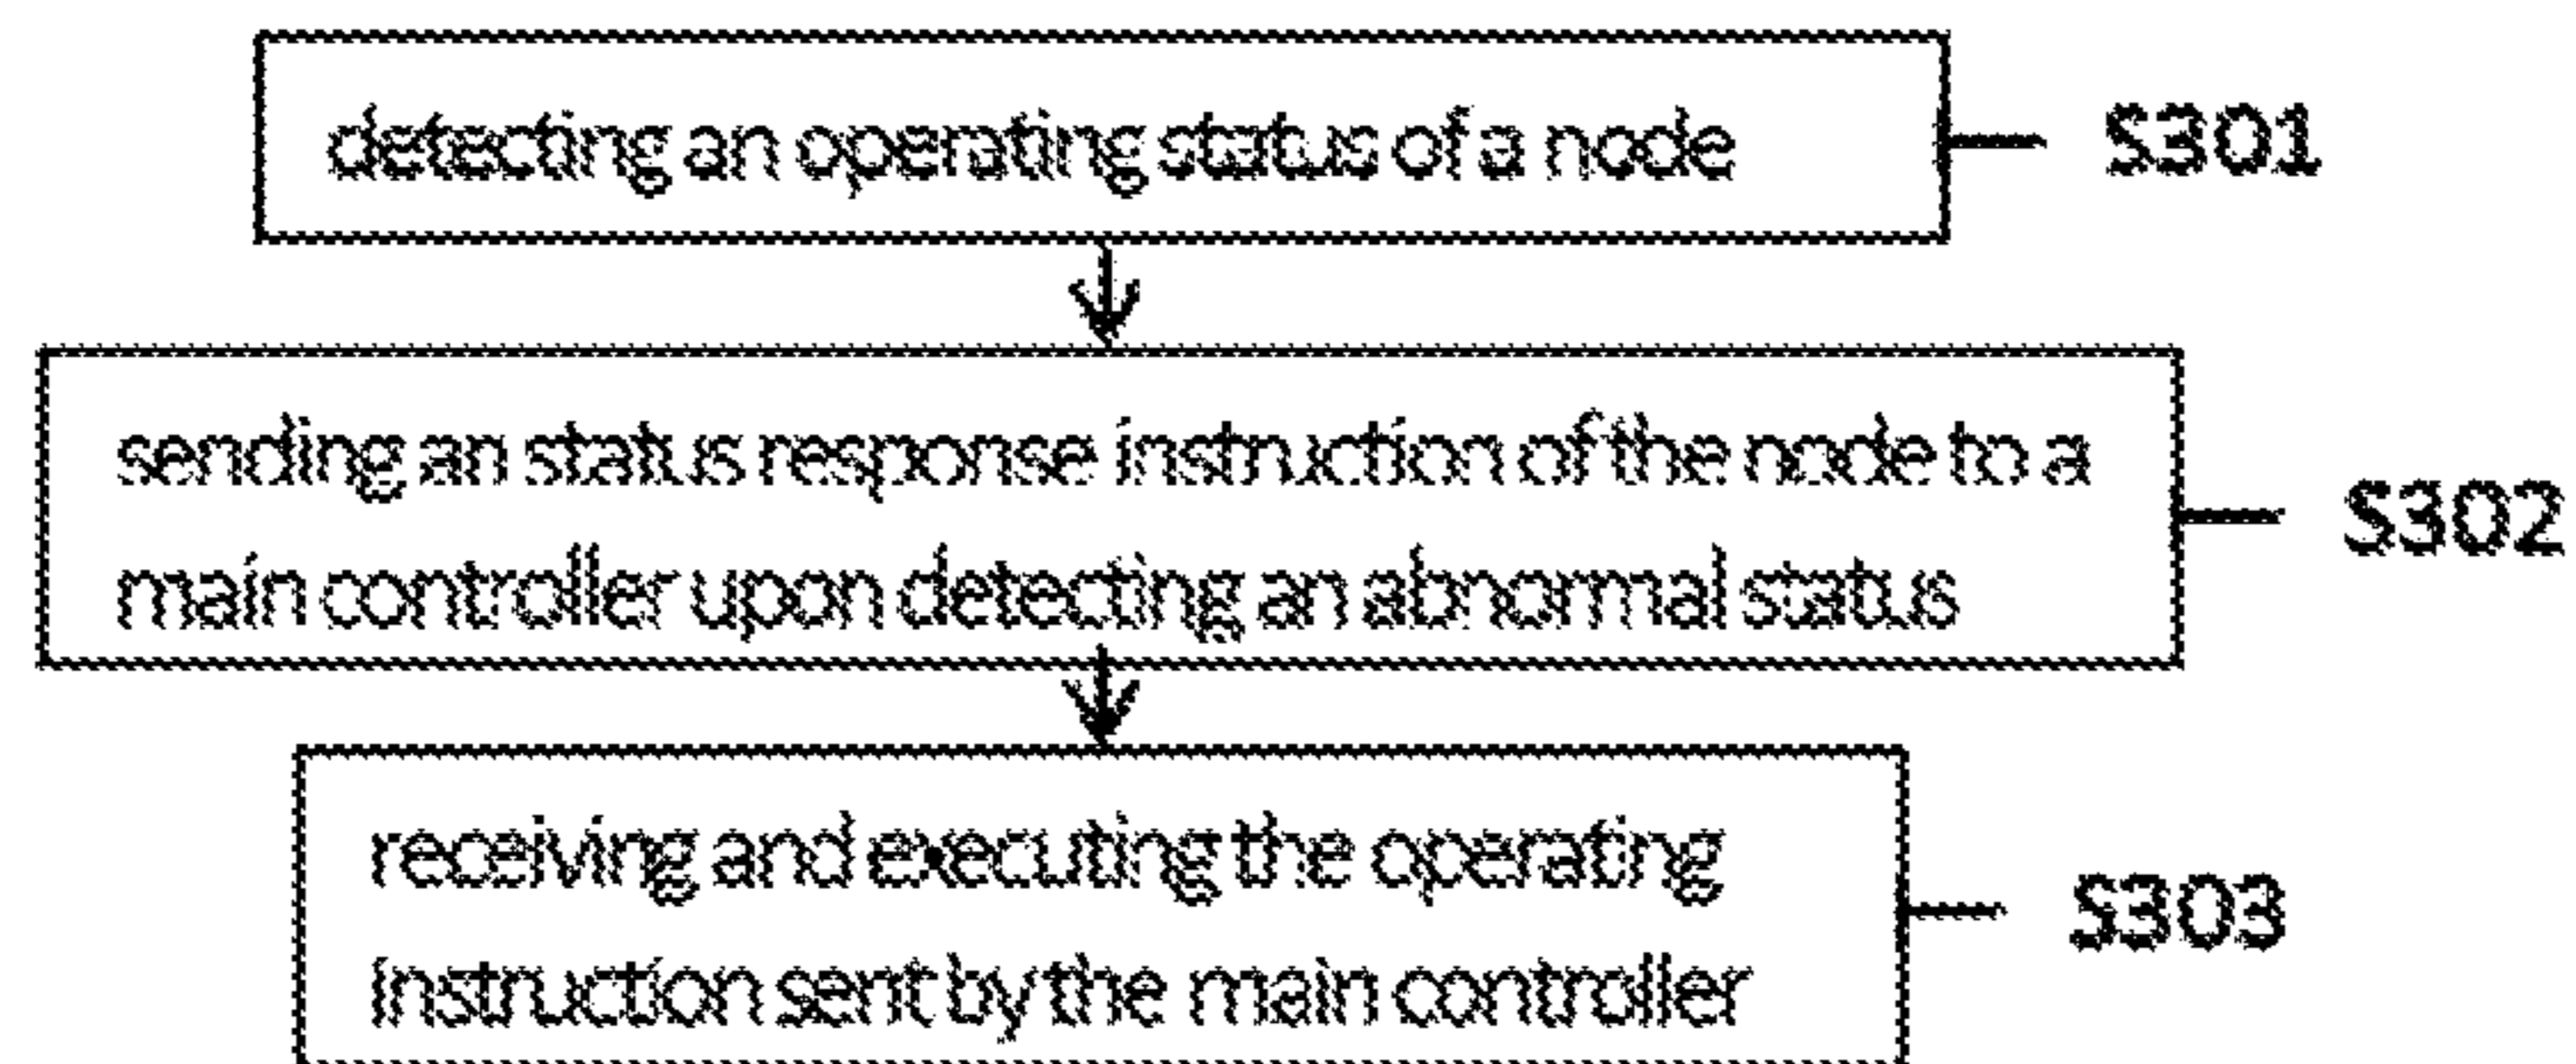 detecting an operating status of a node
S301
sending an status response instruction of the node to a
main controller upon detecting an abnormal status
S302
receiving and executing the operating
instruction sent by the main controller
S303